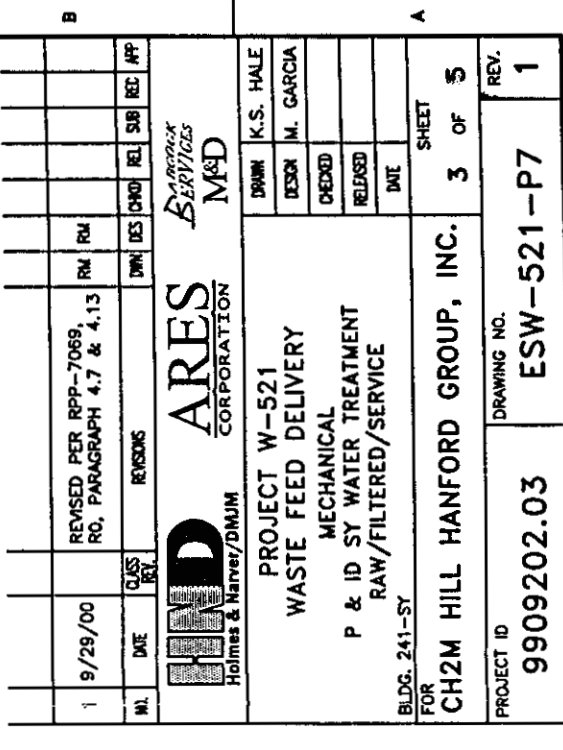 B
A
1 9/29/00 REVISED PER RPP-7069, RM RM
R0, PARAGRAPH 4.7 & 4.13
NO. DATE CLASS REV. REVISIONS DWN DES CHKD REL SUB REC APP
HND
Holmes & Narver/DMJM
ARES
CORPORATION
BABCOCK
SERVICES
M&D
PROJECT W-521
WASTE FEED DELIVERY
MECHANICAL
P & ID SY WATER TREATMENT
RAW/FILTERED/SERVICE
BLDG. 241-SY
DRAWN K.S. HALE
DESIGN M. GARCIA
CHECKED
RELEASED
DATE
FOR
CH2M HILL HANFORD GROUP, INC.
SHEET
3 OF 5
PROJECT ID
9909202.03
DRAWING NO.
ESW-521-P7
REV.
1